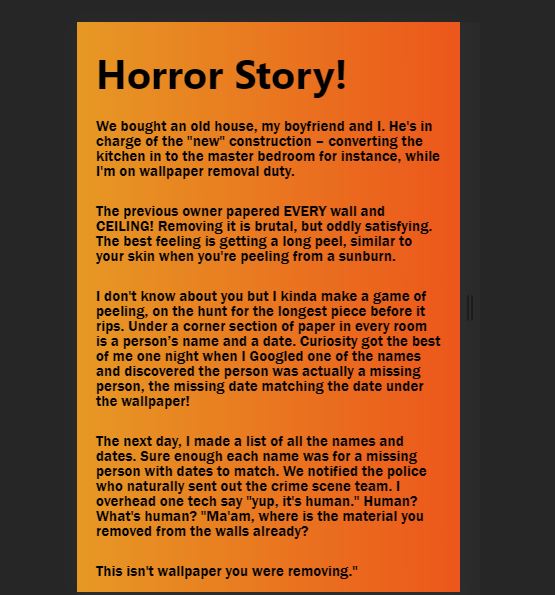 Horror Story!
We bought an old house, my boyfriend and I. He's in
charge of the "new" construction – converting the
kitchen in to the master bedroom for instance, while
I'm on wallpaper removal duty.
The previous owner papered EVERY wall and
CEILING! Removing it is brutal, but oddly satisfying.
The best feeling is getting a long peel, similar to
your skin when you're peeling from a sunburn.
I don't know about you but I kinda make a game of
peeling, on the hunt for the longest piece before it
rips. Under a corner section of paper in every room
is a person’s name and a date. Curiosity got the best
of me one night when I Googled one of the names
and discovered the person was actually a missing
person, the missing date matching the date under
the wallpaper!
The next day, I made a list of all the names and
dates. Sure enough each name was for a missing
person with dates to match. We notified the police
who naturally sent out the crime scene team. I
overhead one tech say "yup, it's human." Human?
What's human? "Ma'am, where is the material you
removed from the walls already?
This isn't wallpaper you were removing."